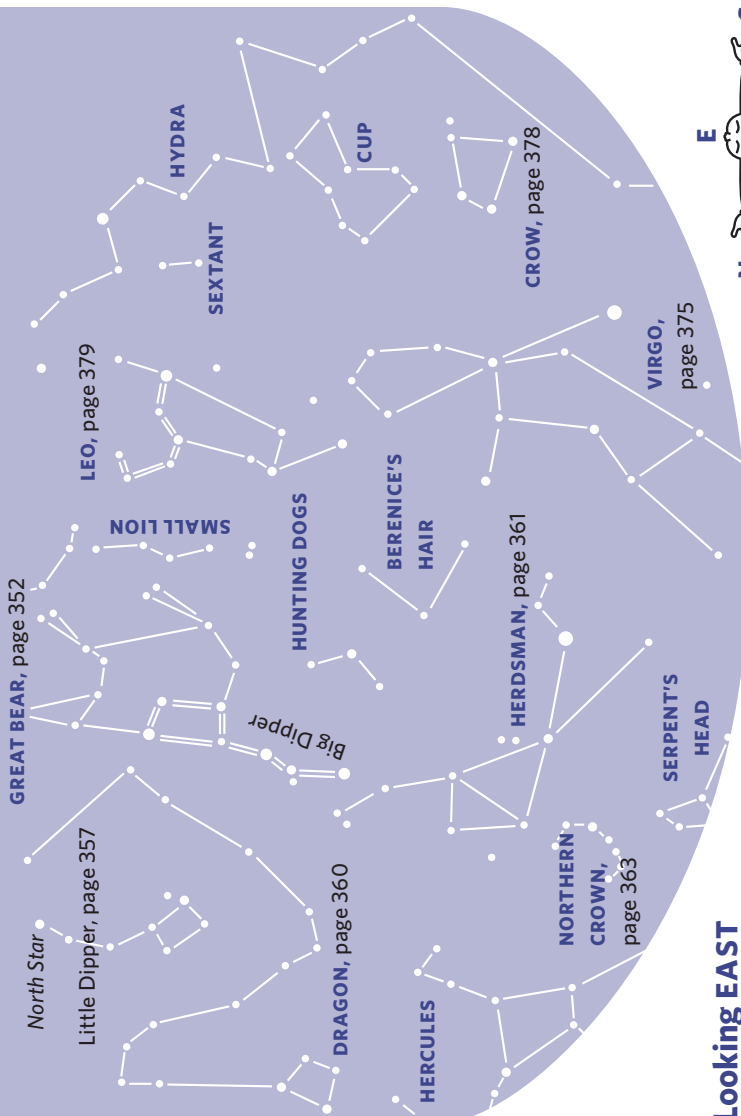 GREAT BEAR, page 352
North Star
Little Dipper, page 357
LEO, page 379
SMALL LION
HYDRA
SEXTANT
Big Dipper
HUNTING DOGS
DRAGON, page 360
CUP
BERENICE'S
HAIR
HERCULES
HERDSMAN, page 361
CROW, page 378
NORTHERN
CROWN,
page 363
VIRGO,
page 375
SERPENT'S
HEAD
Looking EAST
E